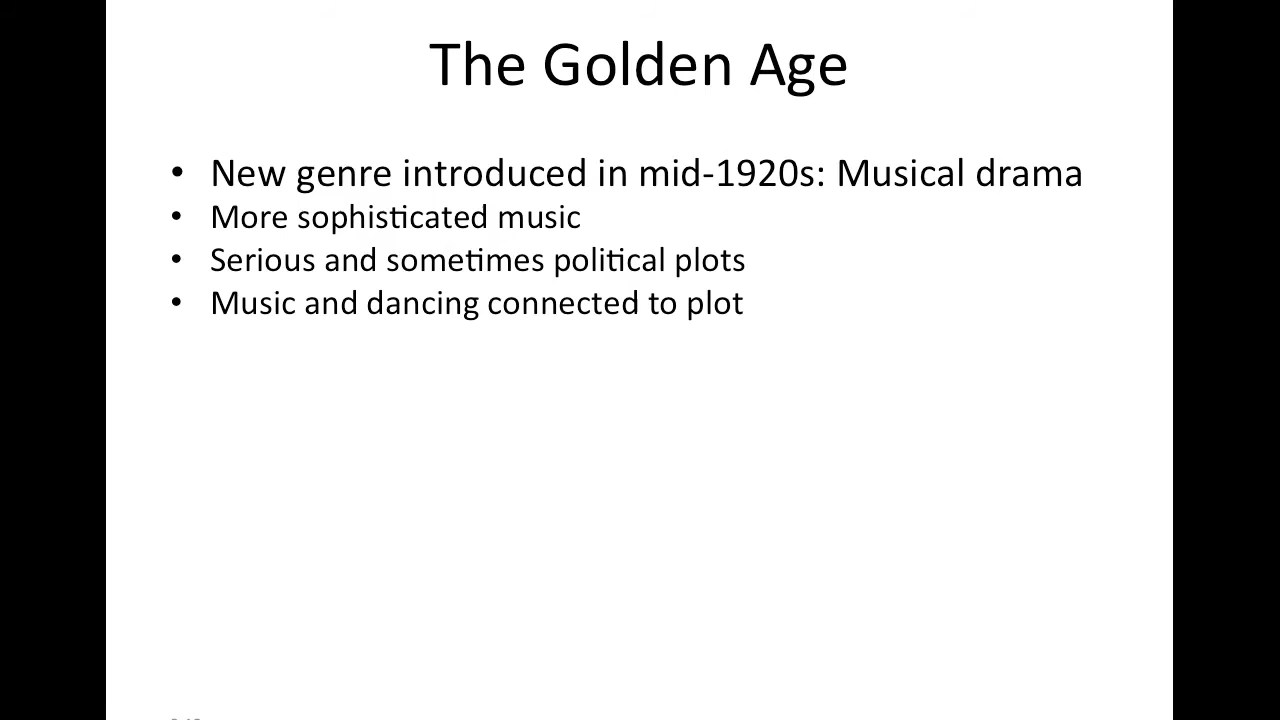 The Golden Age
• New genre introduced in mid-1920s: Musical drama
• More sophisticated music
• Serious and sometimes political plots
• Music and dancing connected to plot